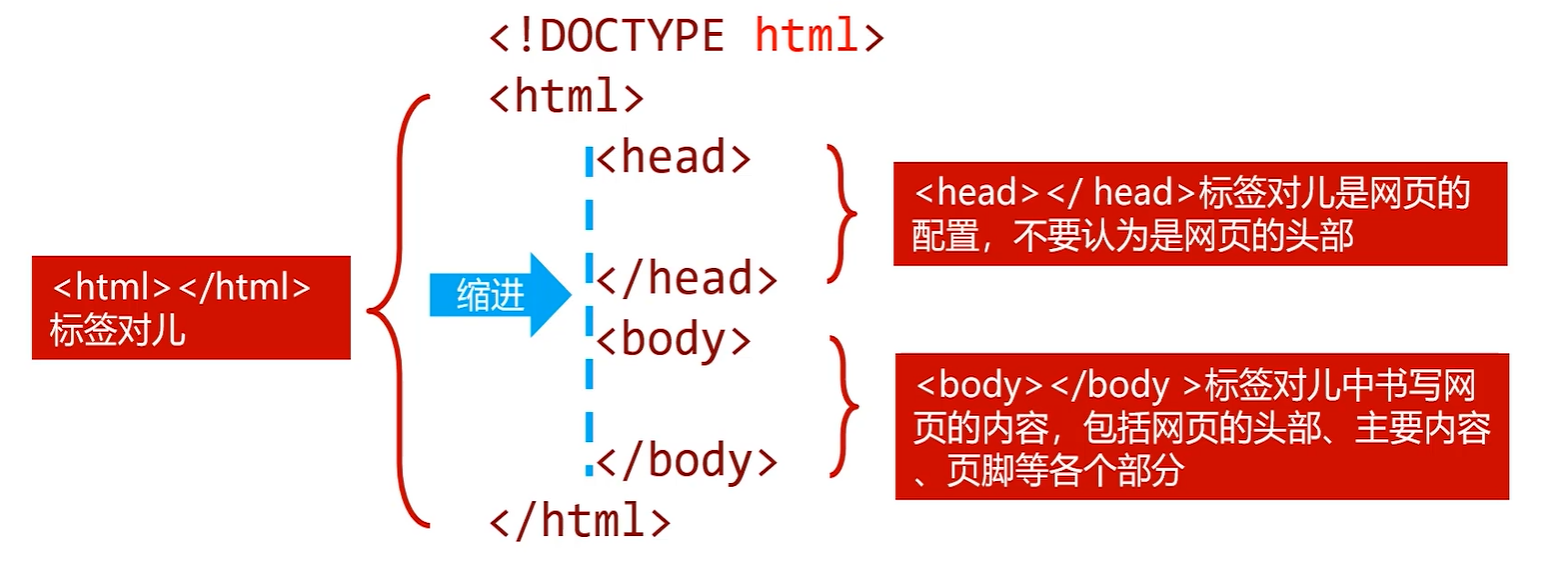 <!DOCTYPE html>
<html>
<head>
</head>
<body>
</body>
</html>
<html></html>
标签对儿
缩进
<head></ head>标签对儿是网页的
配置，不要认为是网页的头部
<body></body >标签对儿中书写网
页的内容，包括网页的头部、主要内容
、页脚等各个部分